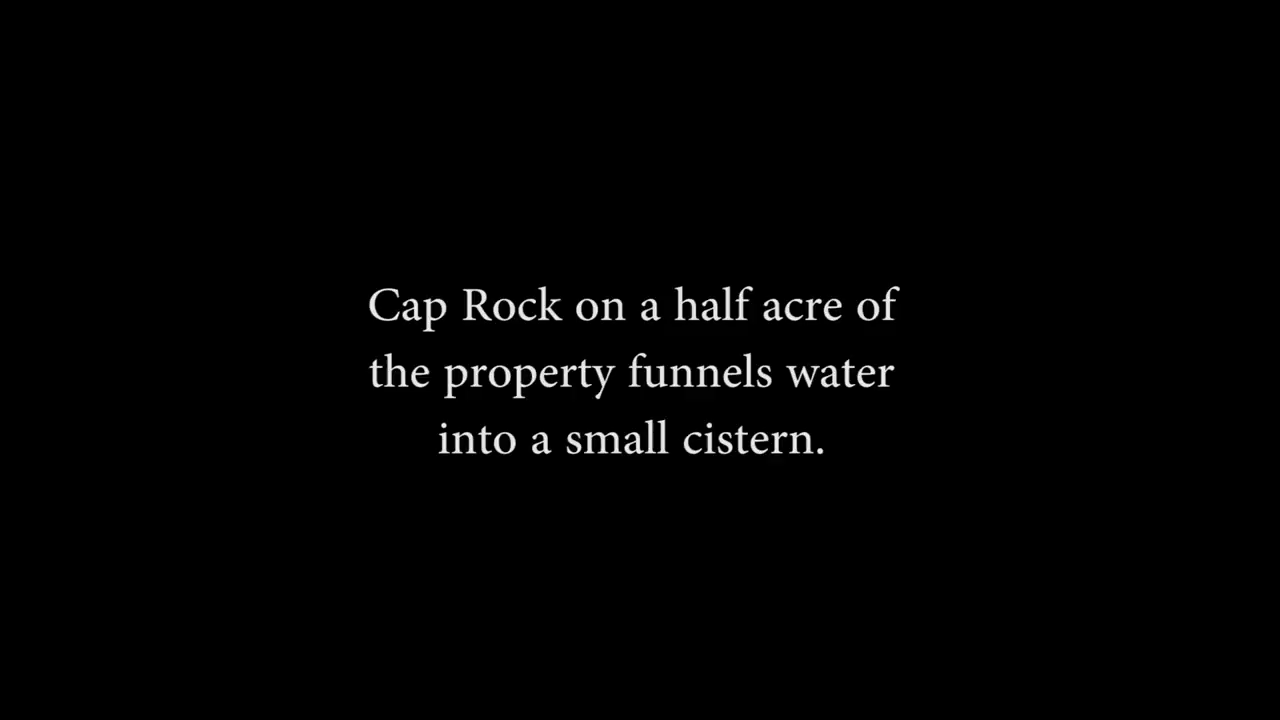 Cap Rock on a half acre of
the property funnels water
into a small cistern.